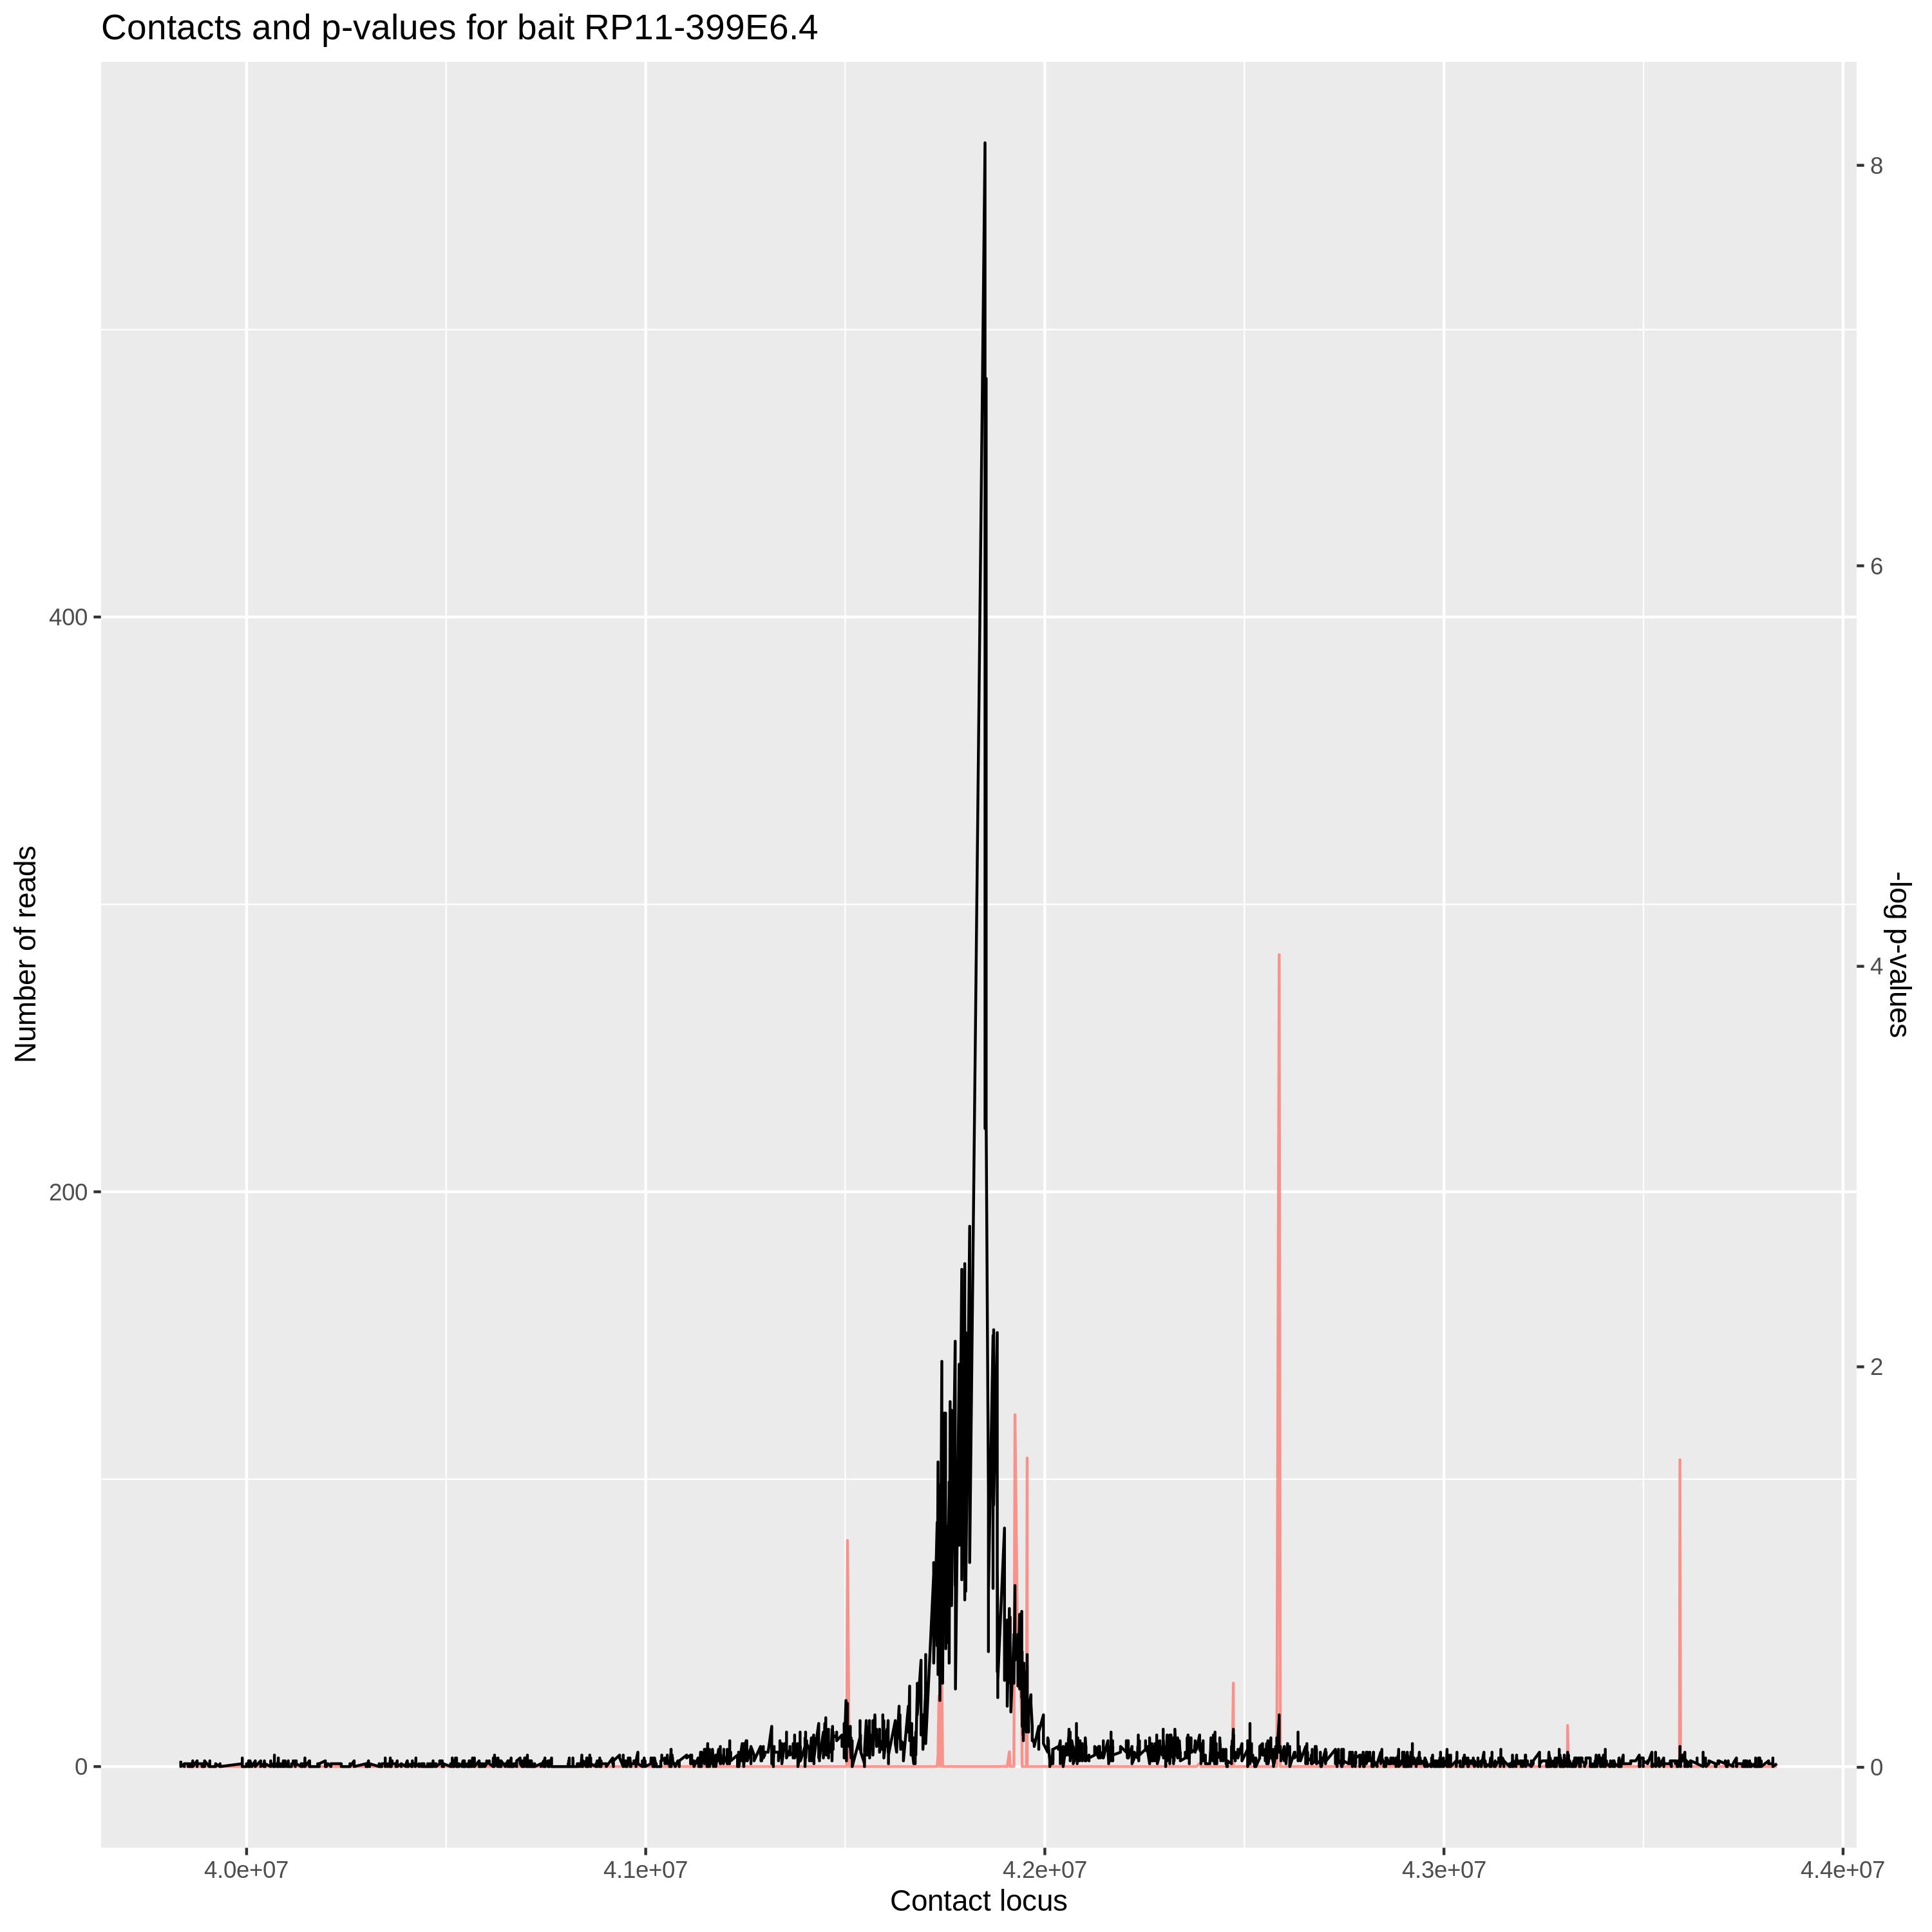 Contacts and p-values for bait RP11-399E6.4
Number of reads
400
200
0
8
6
4
2
0
-log p-values
4.0e+07
4.1e+07
4.2e+07
4.3e+07
4.4e+07
Contact locus